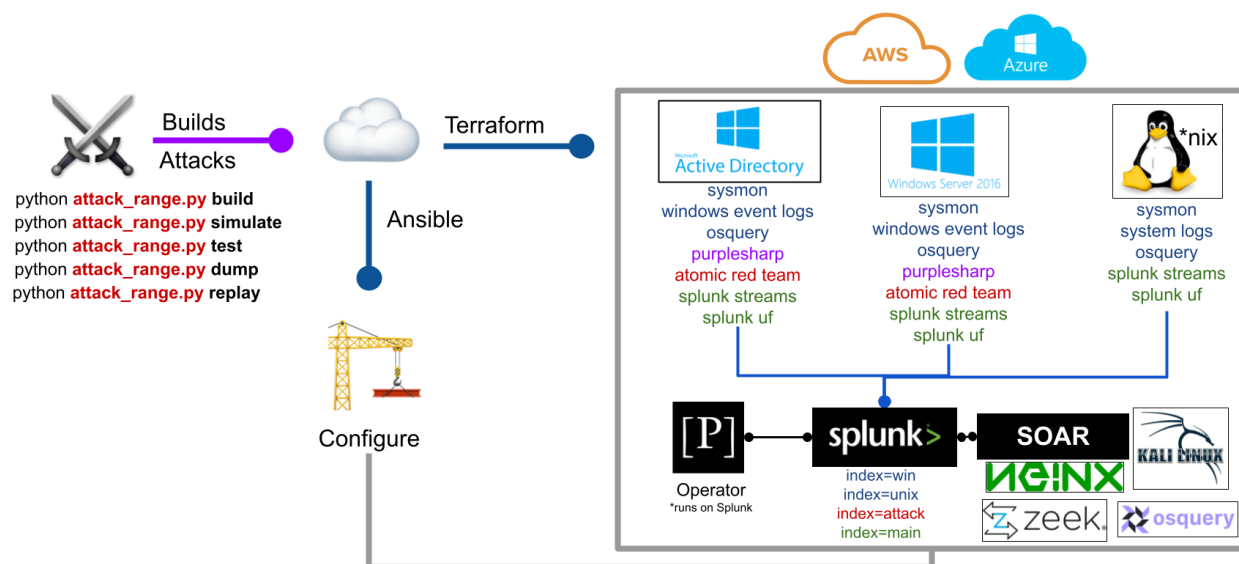 AWS
Azure
Builds
Attacks
Terraform
python attack_range.py build
python attack_range.py simulate
python attack_range.py test
python attack_range.py dump
python attack_range.py replay
Ansible
Configure
Microsoft
Active Directory
sysmon
windows event logs
osquery
purplesharp
atomic red team
splunk streams
splunk uf
Windows Server 2016
sysmon
windows event logs
osquery
purplesharp
atomic red team
splunk streams
splunk uf
*nix
sysmon
system logs
osquery
splunk streams
splunk uf
[P]
Operator
*runs on Splunk
splunk>
index=win
index=unix
index=attack
index=main
SOAR
NGINX
KALI LINUX
zeek
osquery